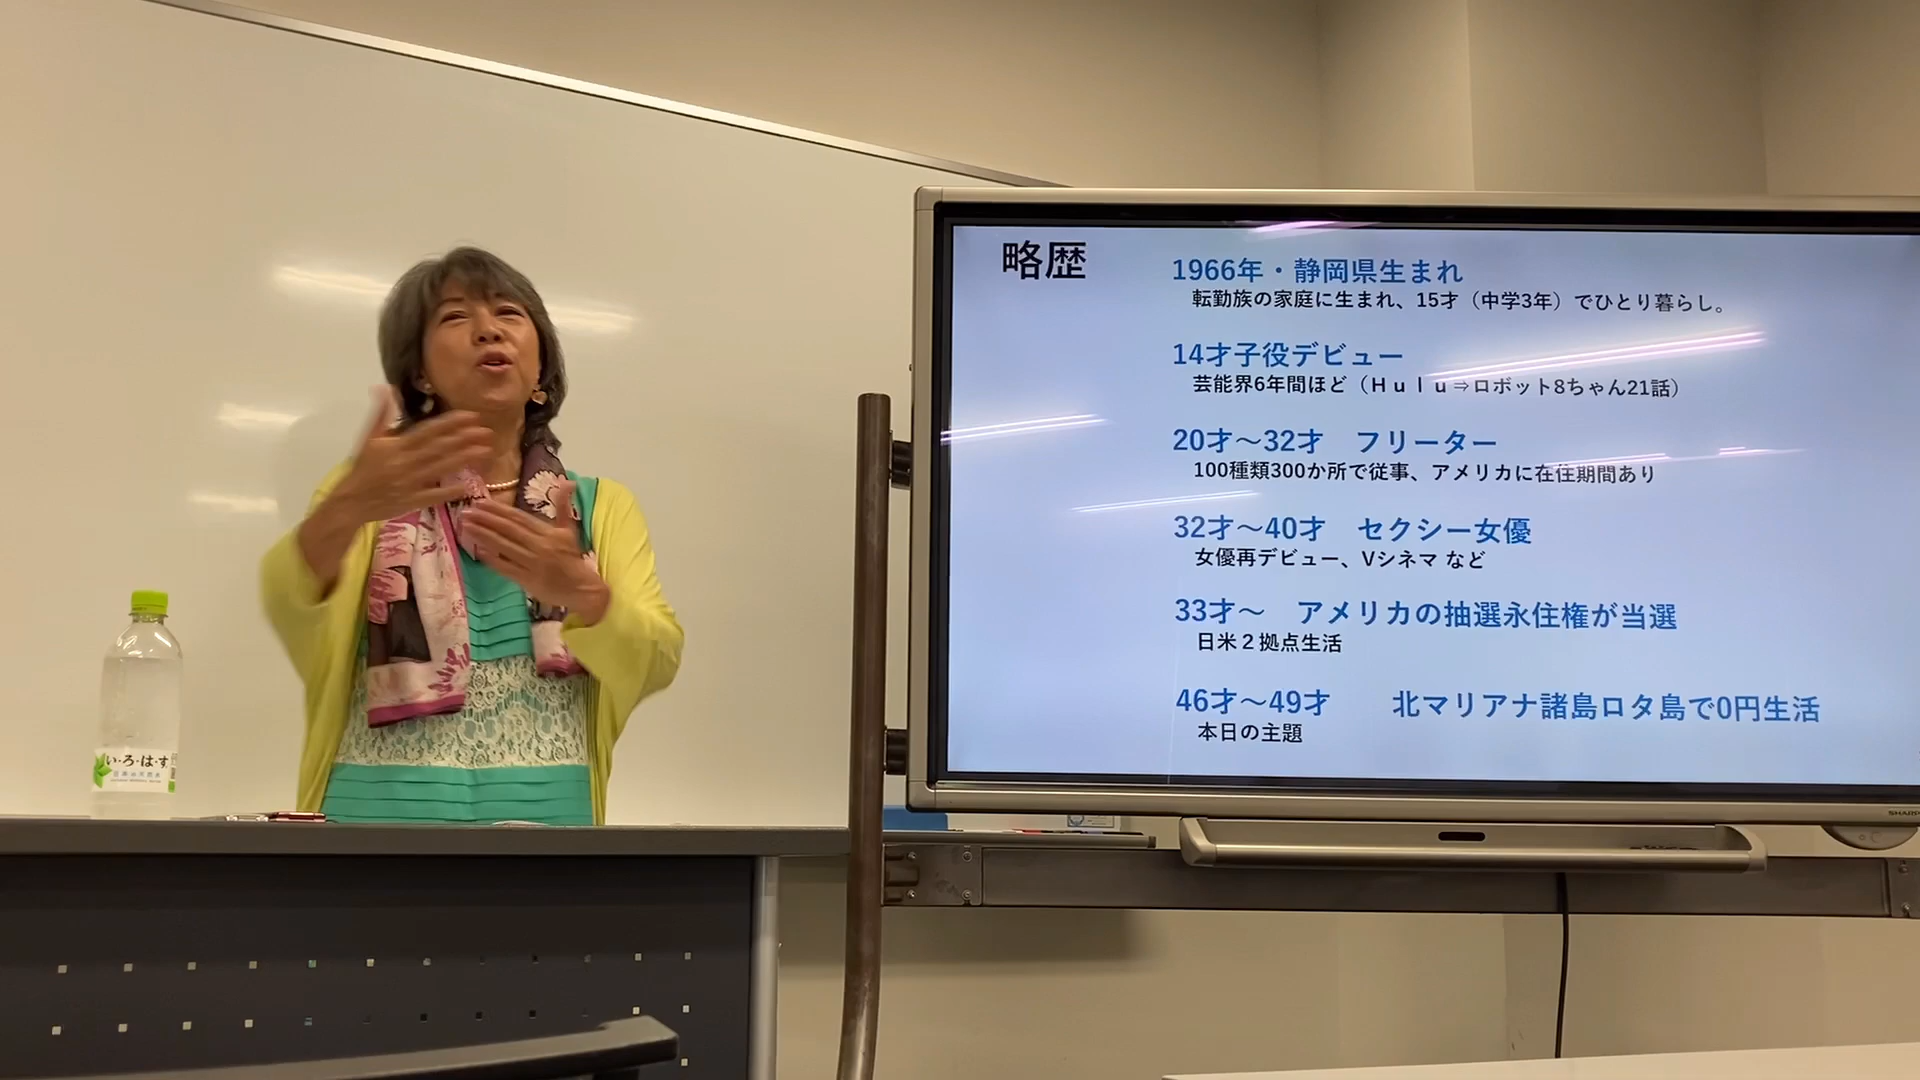 略歴
1966年・静岡県生まれ
転勤族の家庭に生まれ、15才（中学3年）でひとり暮らし。
14才子役デビュー
芸能界6年間ほど（Ｈｕｌｕ⇒ロボット8ちゃん21話）
20才～32才　フリーター
100種類300か所で従事、アメリカに在住期間あり
32才～40才　セクシー女優
女優再デビュー、Vシネマ など
33才～　アメリカの抽選永住権が当選
日米２拠点生活
46才～49才　　北マリアナ諸島ロタ島で0円生活
本日の主題
い・ろ・は・す
SHARP